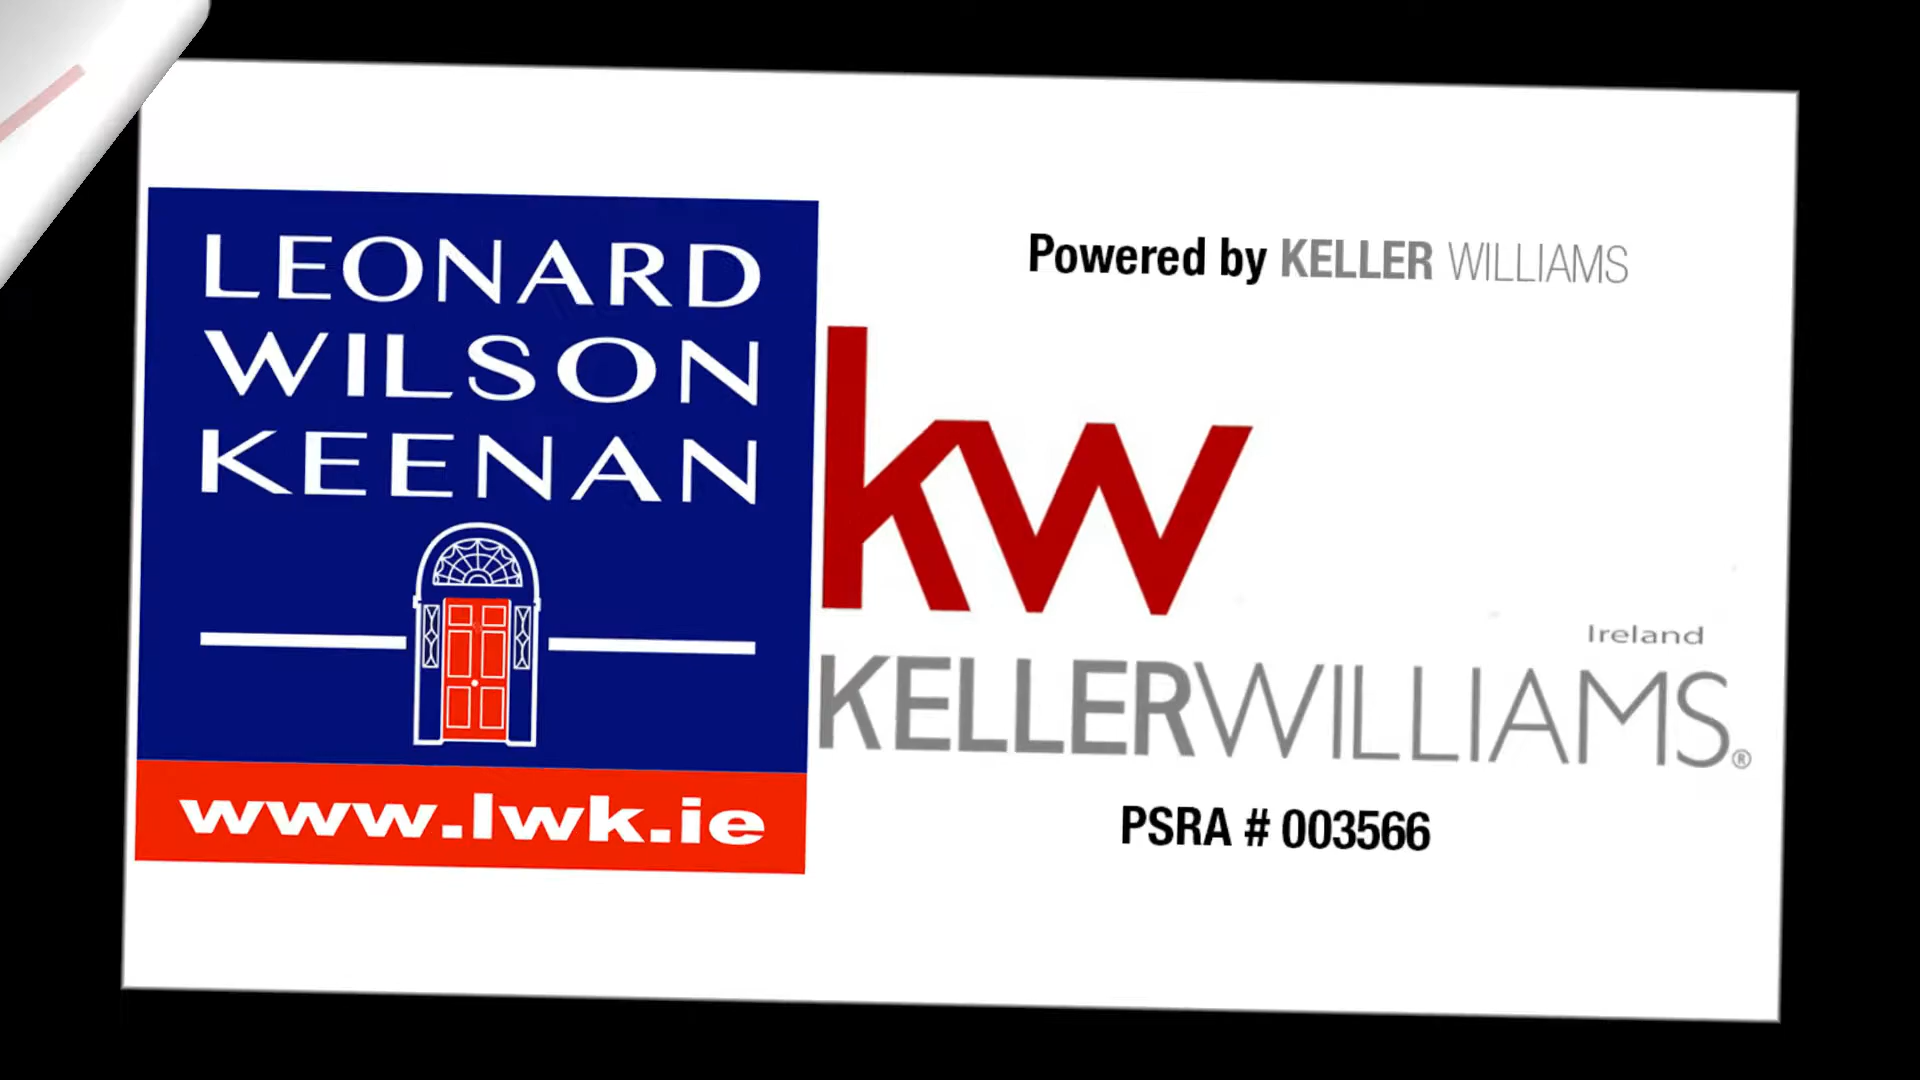 LEONARD
WILSON
KEENAN
www.lwk.ie
Powered by KELLER WILLIAMS
kw
Ireland
KELLERWILLIAMS®
PSRA # 003566